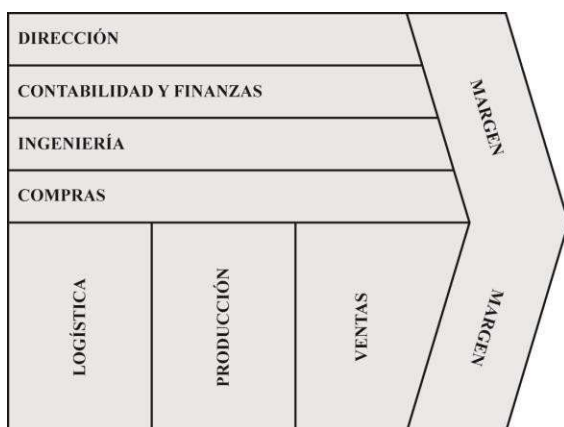 DIRECCIÓN
CONTABILIDAD Y FINANZAS
INGENIERÍA
COMPRAS
MARGEN
LOGÍSTICA
PRODUCCIÓN
VENTAS
MARGEN